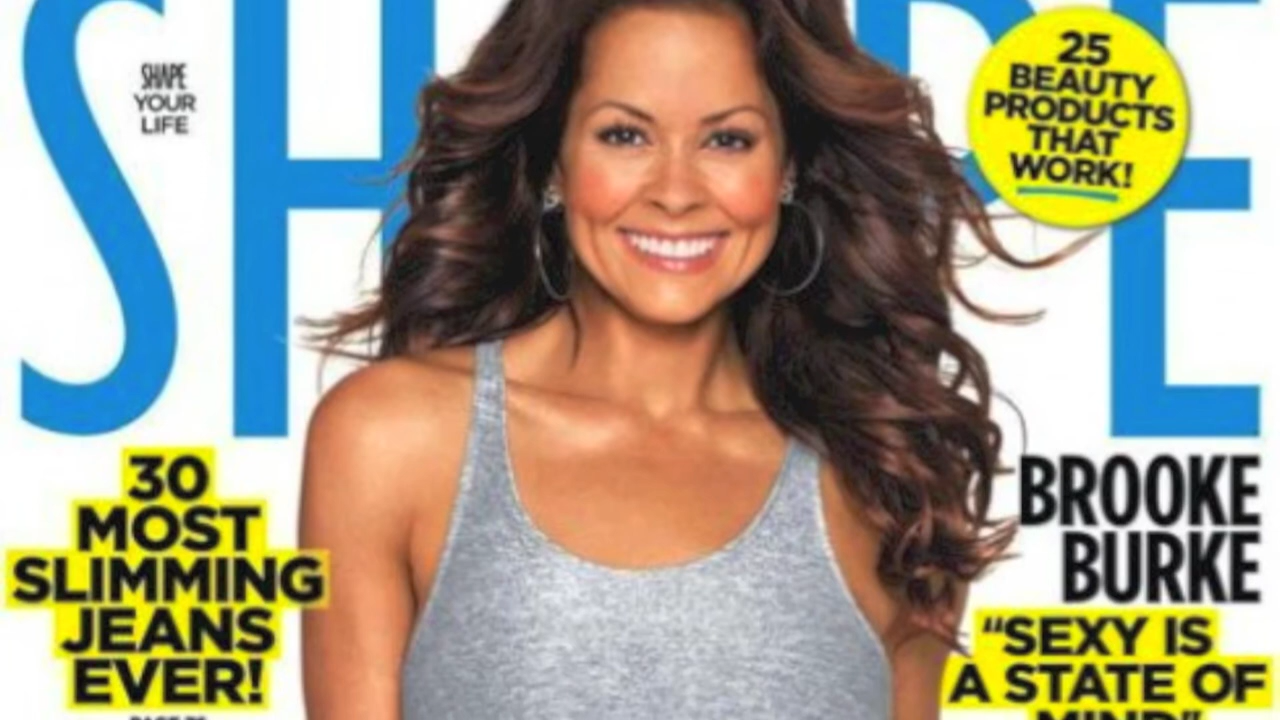 SHAPE
SHAPE
YOUR
LIFE
25
BEAUTY
PRODUCTS
THAT
WORK!
30
MOST
SLIMMING
JEANS
EVER!
BROOKE
BURKE
“SEXY IS
A STATE OF
MIND”